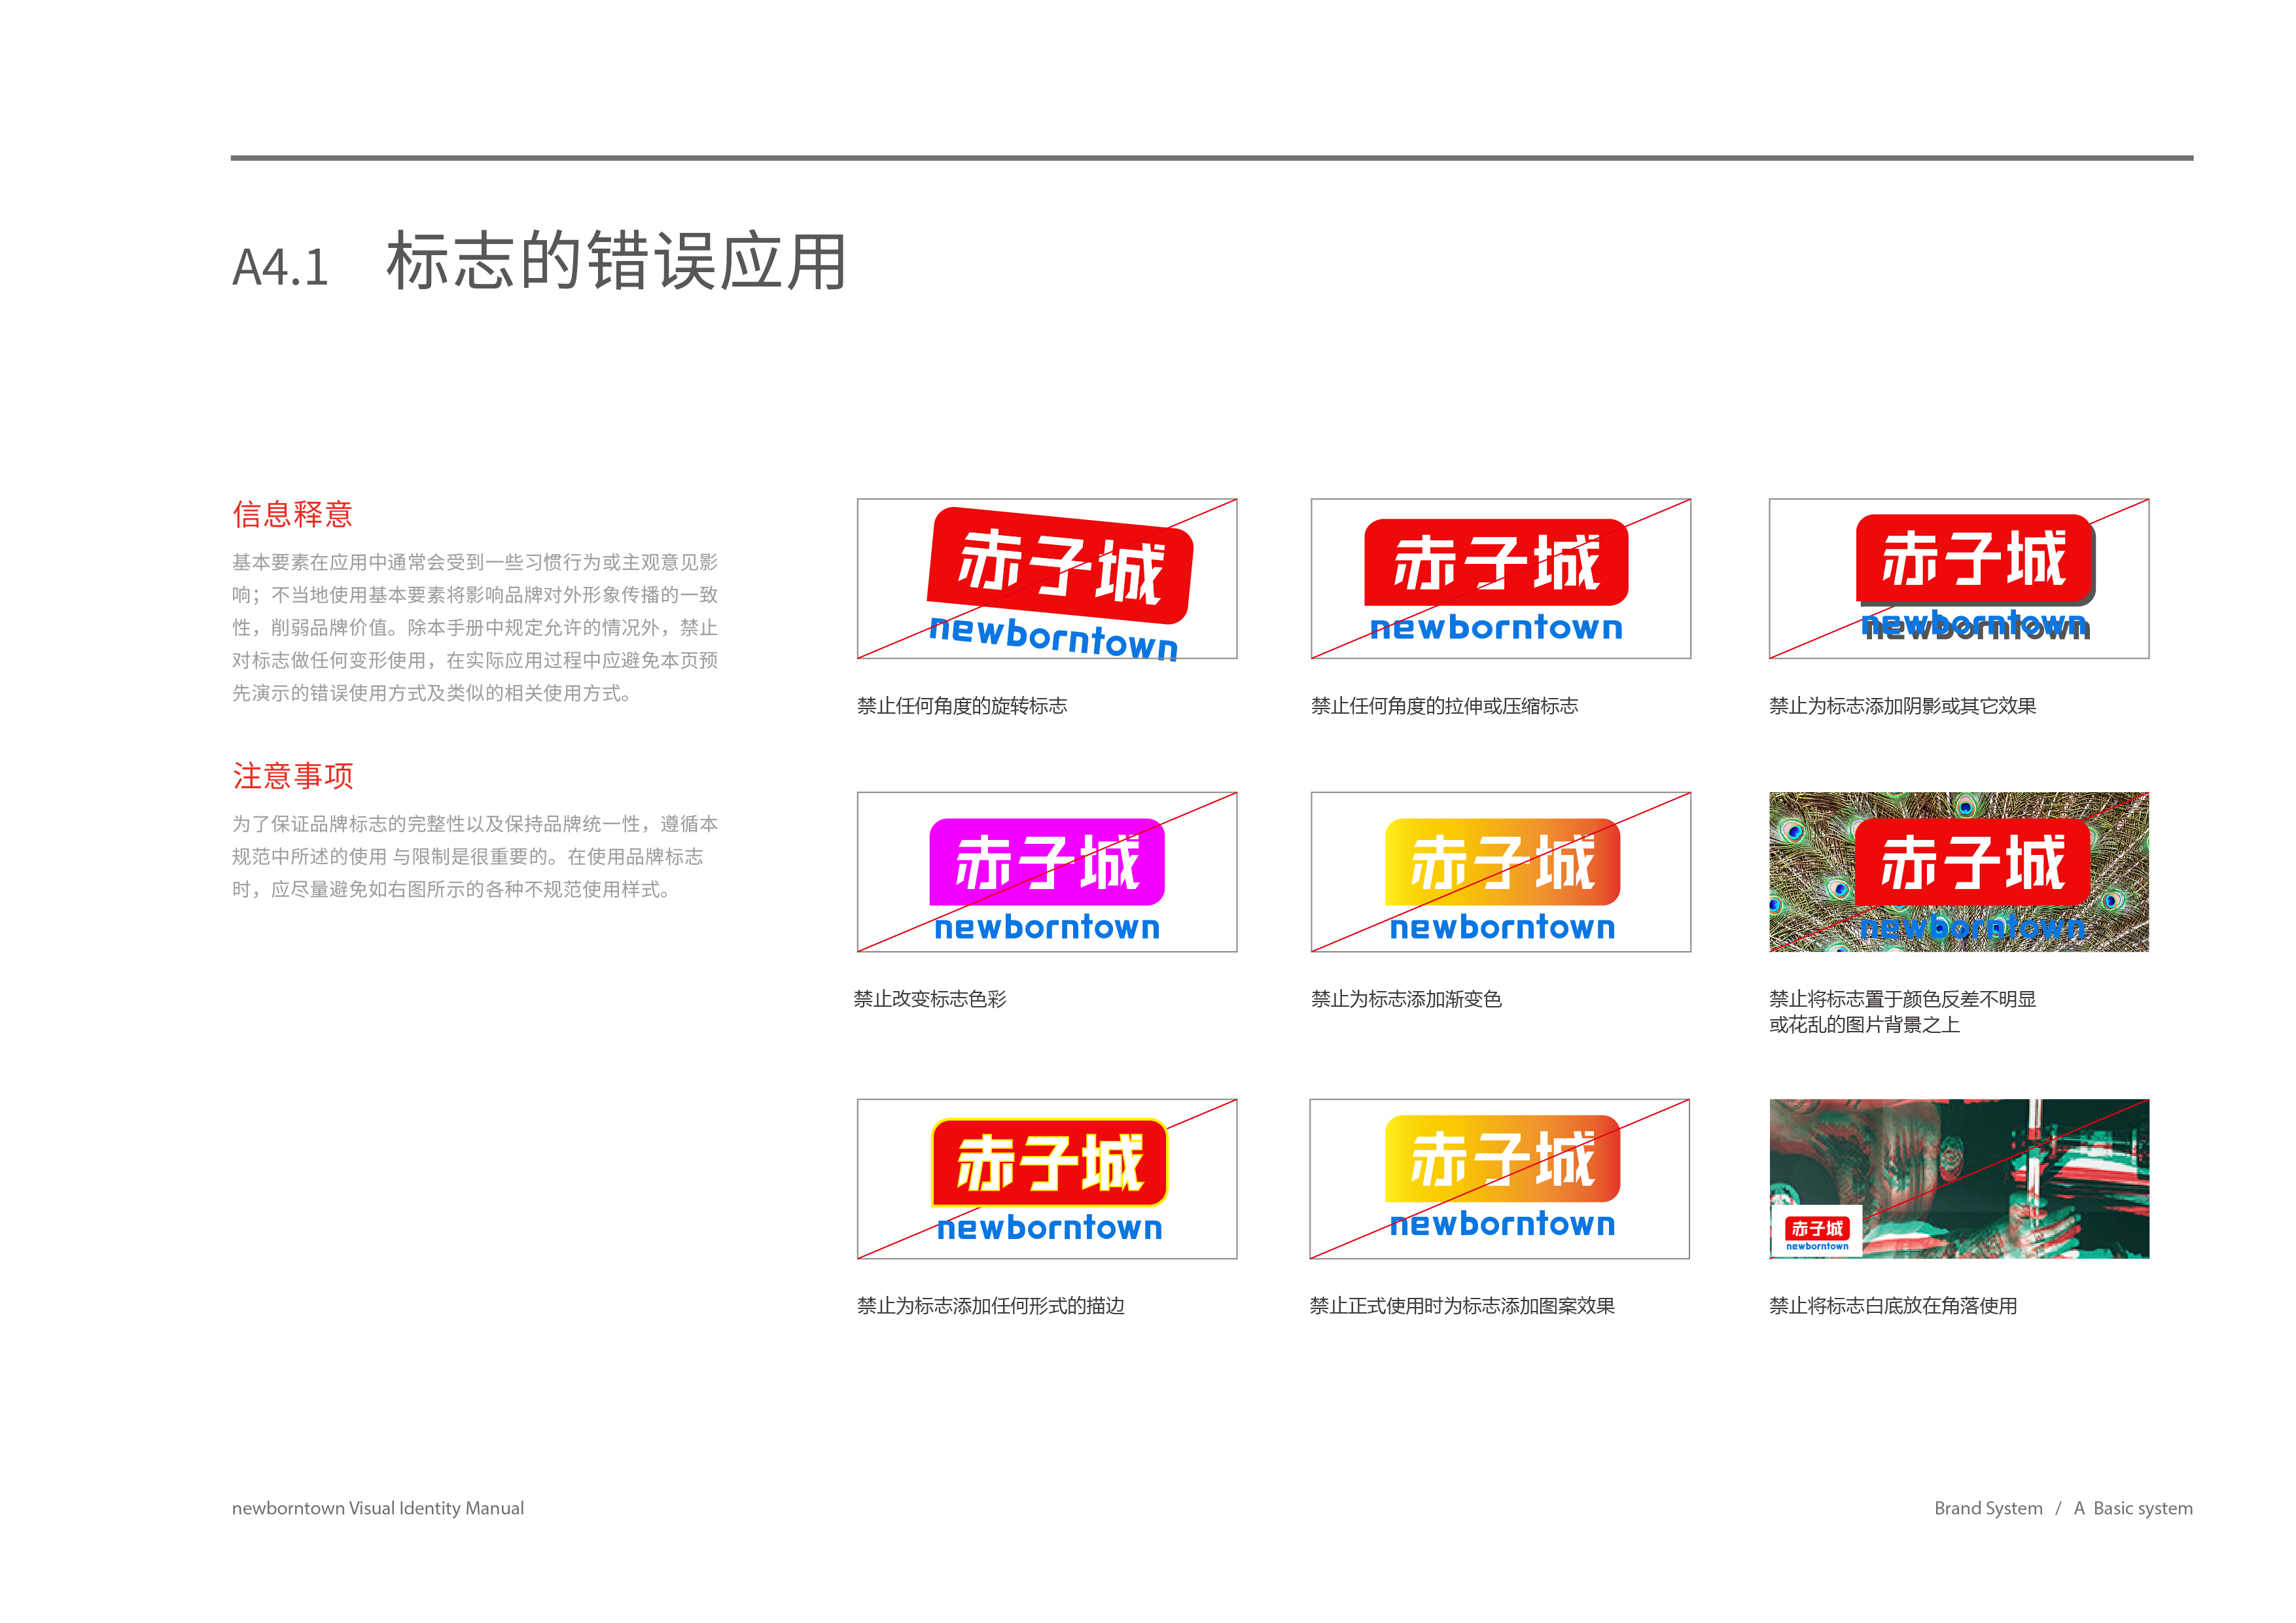 A4.1 标志的错误应用
信息释意
基本要素在应用中通常会受到一些习惯行为或主观意见影
响；不当地使用基本要素将影响品牌对外形象传播的一致
性，削弱品牌价值。除本手册中规定允许的情况外，禁止
对标志做任何变形使用，在实际应用过程中应避免本页预
先演示的错误使用方式及类似的相关使用方式。
注意事项
为了保证品牌标志的完整性以及保持品牌统一性，遵循本
规范中所述的使用 与限制是很重要的。在使用品牌标志
时，应尽量避免如右图所示的各种不规范使用样式。
赤子城
newborntown
禁止任何角度的旋转标志
赤子城
newborntown
禁止任何角度的拉伸或压缩标志
赤子城
newborntown
禁止为标志添加阴影或其它效果
赤子城
newborntown
禁止改变标志色彩
赤子城
newborntown
禁止为标志添加渐变色
赤子城
newborntown
禁止将标志置于颜色反差不明显
或花乱的图片背景之上
赤子城
newborntown
禁止为标志添加任何形式的描边
赤子城
newborntown
禁止正式使用时为标志添加图案效果
赤子城
newborntown
禁止将标志白底放在角落使用
newborntown Visual Identity Manual
Brand System / A Basic system